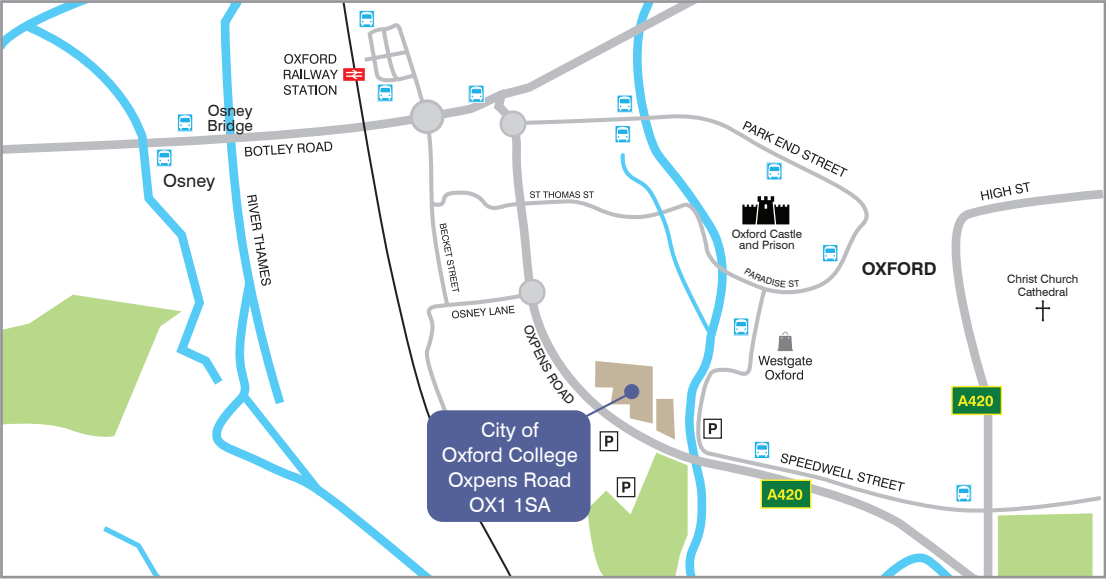 OXFORD
RAILWAY
STATION
Osney
Bridge
BOTLEY ROAD
Osney
RIVER THAMES
PARK END STREET
ST THOMAS ST
BECKET STREET
Oxford Castle
and Prison
HIGH ST
OXFORD
PARADISE ST
Christ Church
Cathedral
OSNEY LANE
OXPENS ROAD
Westgate
Oxford
A420
City of
Oxford College
Oxpens Road
OX1 1SA
P
P
P
SPEEDWELL STREET
A420